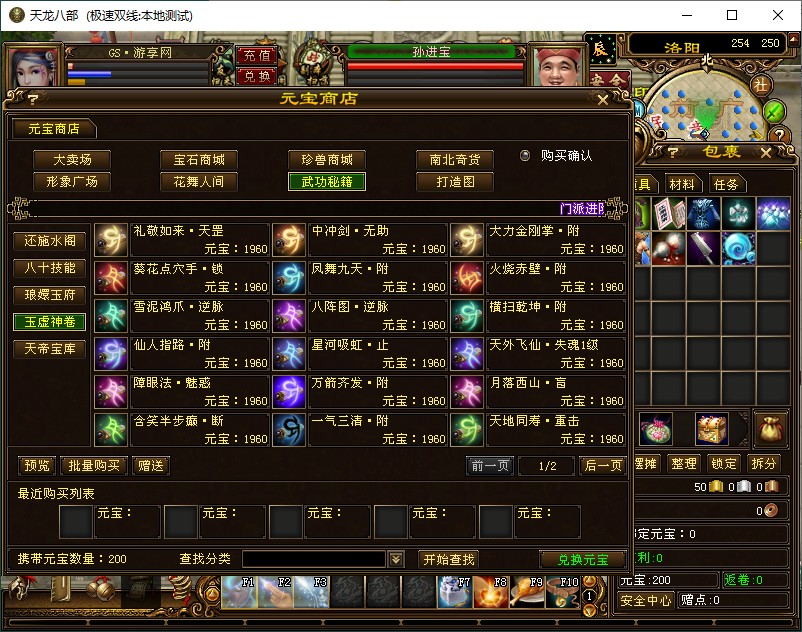 天龙八部 (极速双线:本地测试)
GS·游享网
充值
兑换
孙进宝
安全
辰
洛阳
254 250
北
社
?
元宝商店
?
包裹
元宝商店
大卖场
宝石商城
珍兽商城
南北奇货
购买确认
形象广场
花舞人间
武功秘籍
打造图
具
材料
任务
门派进阶
还施水阁
八十技能
琅嬛玉府
玉虚神卷
天帝宝库
礼敬如来·天罡
元宝：1960
中冲剑·无助
元宝：1960
大力金刚掌·附
元宝：1960
葵花点穴手·锁
元宝：1960
凤舞九天·附
元宝：1960
火烧赤壁·附
元宝：1960
雪泥鸿爪·逆脉
元宝：1960
八阵图·逆脉
元宝：1960
横扫乾坤·附
元宝：1960
仙人指路·附
元宝：1960
星河吸虹·止
元宝：1960
天外飞仙·失魂1级
元宝：1960
障眼法·魅惑
元宝：1960
万箭齐发·附
元宝：1960
月落西山·盲
元宝：1960
含笑半步癫·断
元宝：1960
一气三清·附
元宝：1960
天地同寿·重击
元宝：1960
预览
批量购买
赠送
前一页
1/2
后一页
摆摊
整理
锁定
拆分
50 0 0
0
最近购买列表
元宝：
元宝：
元宝：
元宝：
元宝：
定元宝：0
利:0
携带元宝数量：200
查找分类
开始查找
兑换元宝
元宝:200
返卷:0
安全中心
赠点:0
F1
F2
F3
F7
F8
F9
F10
1